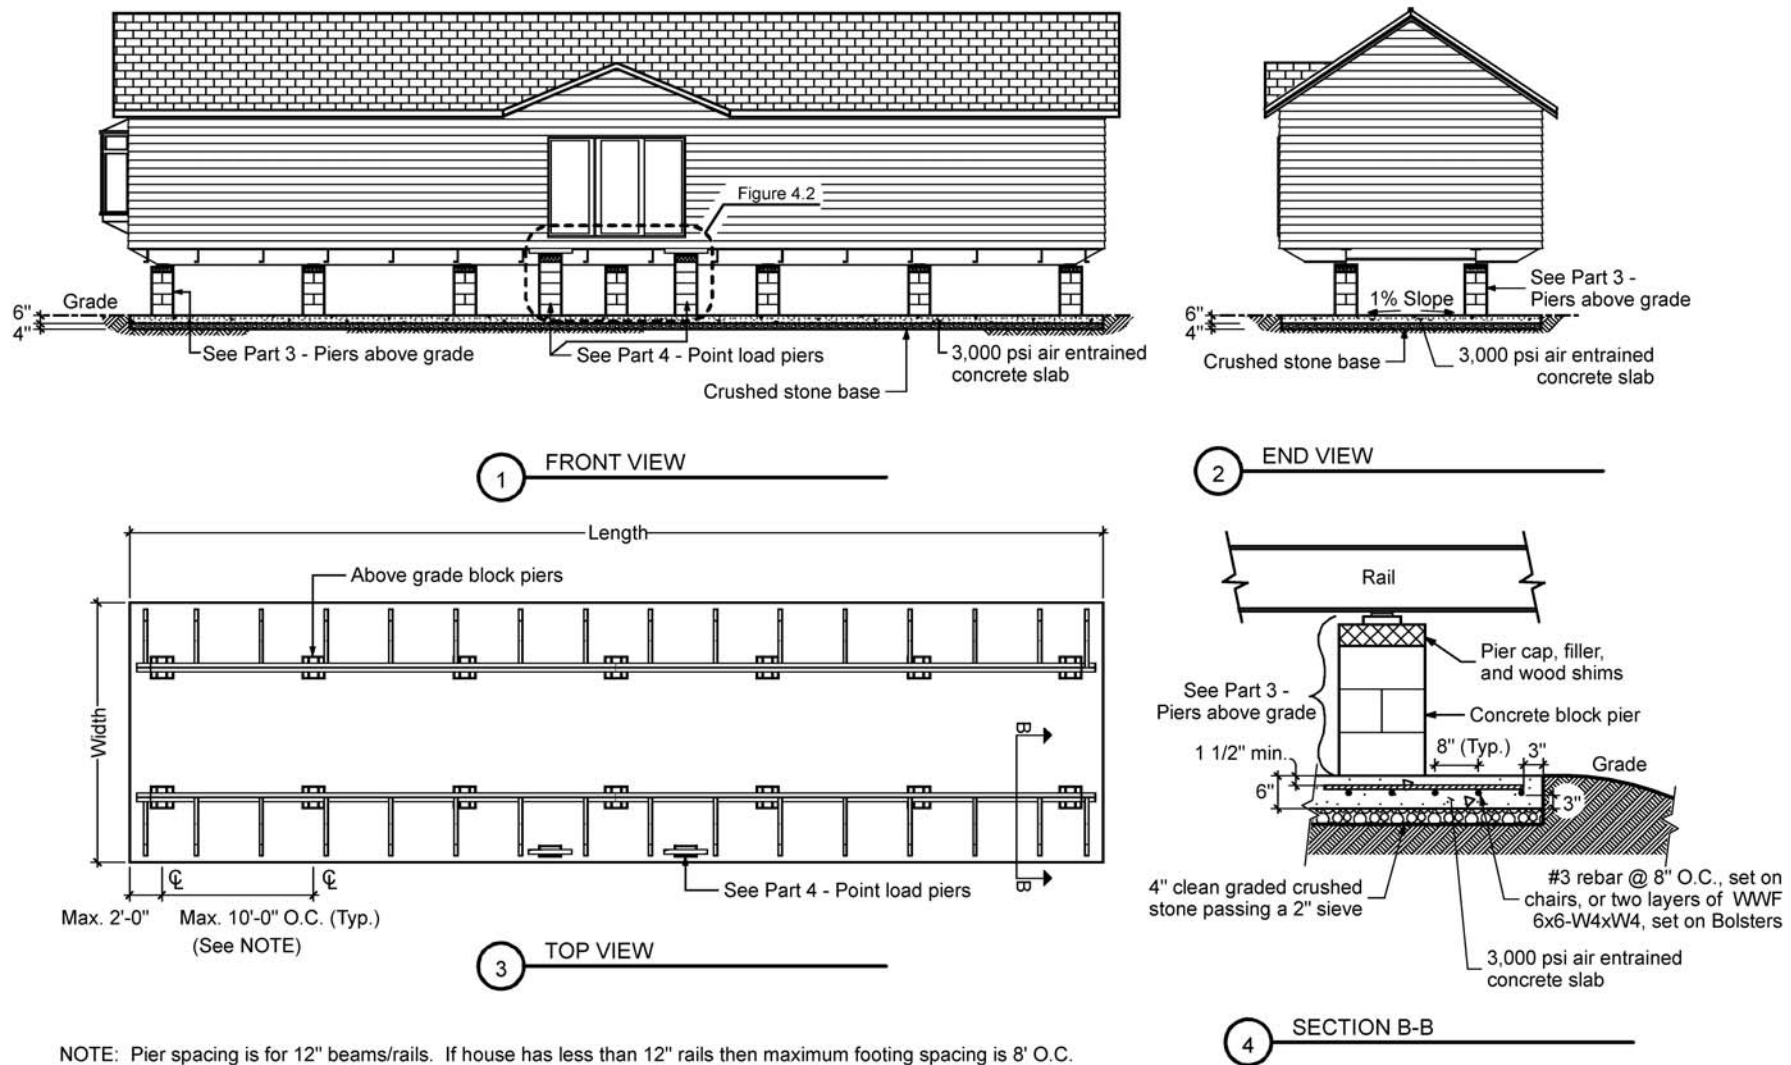 Figure 4.2
Grade
6"
4"
See Part 3 - Piers above grade
See Part 4 - Point load piers
3,000 psi air entrained
concrete slab
Crushed stone base
1 FRONT VIEW
See Part 3 -
Piers above grade
1% Slope
6"
4"
Crushed stone base
3,000 psi air entrained
concrete slab
2 END VIEW
Length
Above grade block piers
Width
B
B
℄ ℄
See Part 4 - Point load piers
Max. 2'-0" Max. 10'-0" O.C. (Typ.)
(See NOTE)
3 TOP VIEW
Rail
Pier cap, filler,
and wood shims
See Part 3 -
Piers above grade
Concrete block pier
1 1/2" min.
8" (Typ.)
3"
Grade
6"
3"
4" clean graded crushed
stone passing a 2" sieve
#3 rebar @ 8" O.C., set on
chairs, or two layers of WWF
6x6-W4xW4, set on Bolsters
3,000 psi air entrained
concrete slab
4 SECTION B-B
NOTE: Pier spacing is for 12" beams/rails. If house has less than 12" rails then maximum footing spacing is 8' O.C.